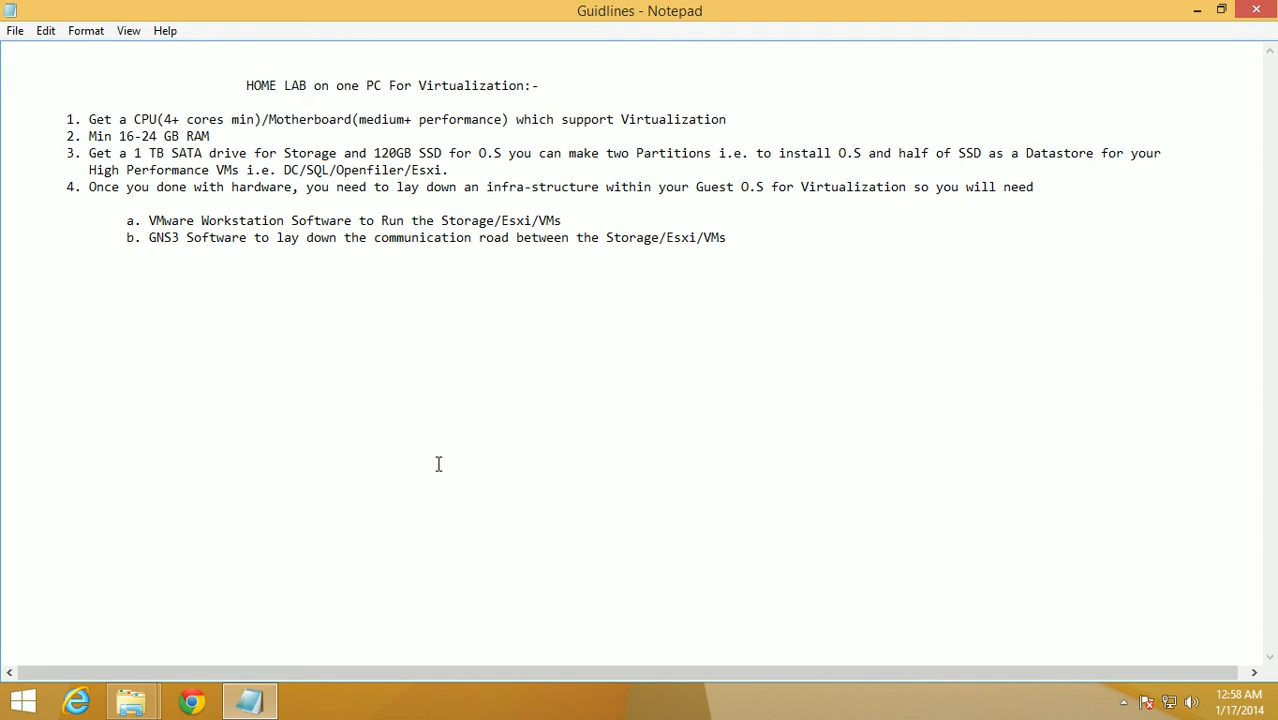 Guidlines - Notepad
File Edit Format View Help
HOME LAB on one PC For Virtualization:-
1. Get a CPU(4+ cores min)/Motherboard(medium+ performance) which support Virtualization
2. Min 16-24 GB RAM
3. Get a 1 TB SATA drive for Storage and 120GB SSD for O.S you can make two Partitions i.e. to install O.S and half of SSD as a Datastore for your
High Performance VMs i.e. DC/SQL/Openfiler/Esxi.
4. Once you done with hardware, you need to lay down an infra-structure within your Guest O.S for Virtualization so you will need
a. VMware Workstation Software to Run the Storage/Esxi/VMs
b. GNS3 Software to lay down the communication road between the Storage/Esxi/VMs
12:58 AM
1/17/2014